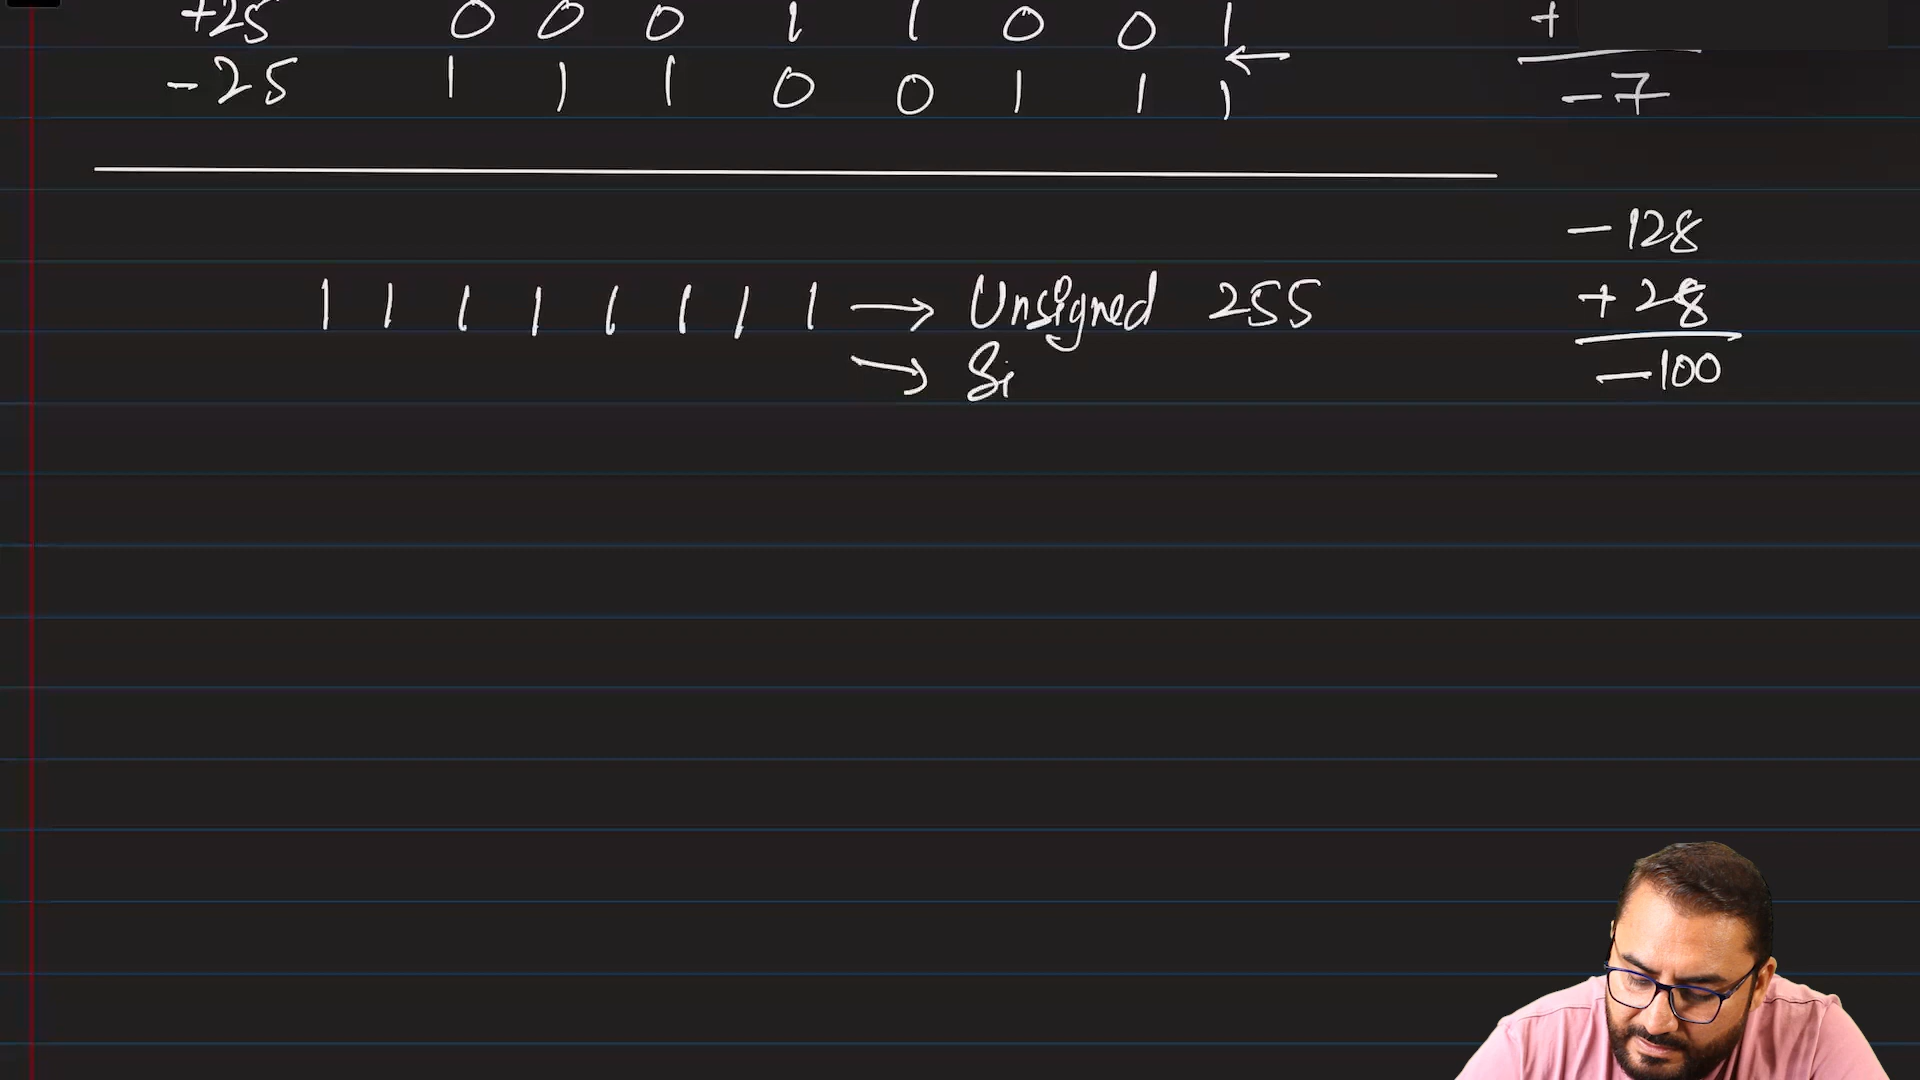 +25 0 0 0 1 1 0 0 1 +
-25 1 1 1 0 0 1 1 1 ← -7
-128
1 1 1 1 1 1 1 1 → Unsigned 255 +28
→ Si -100